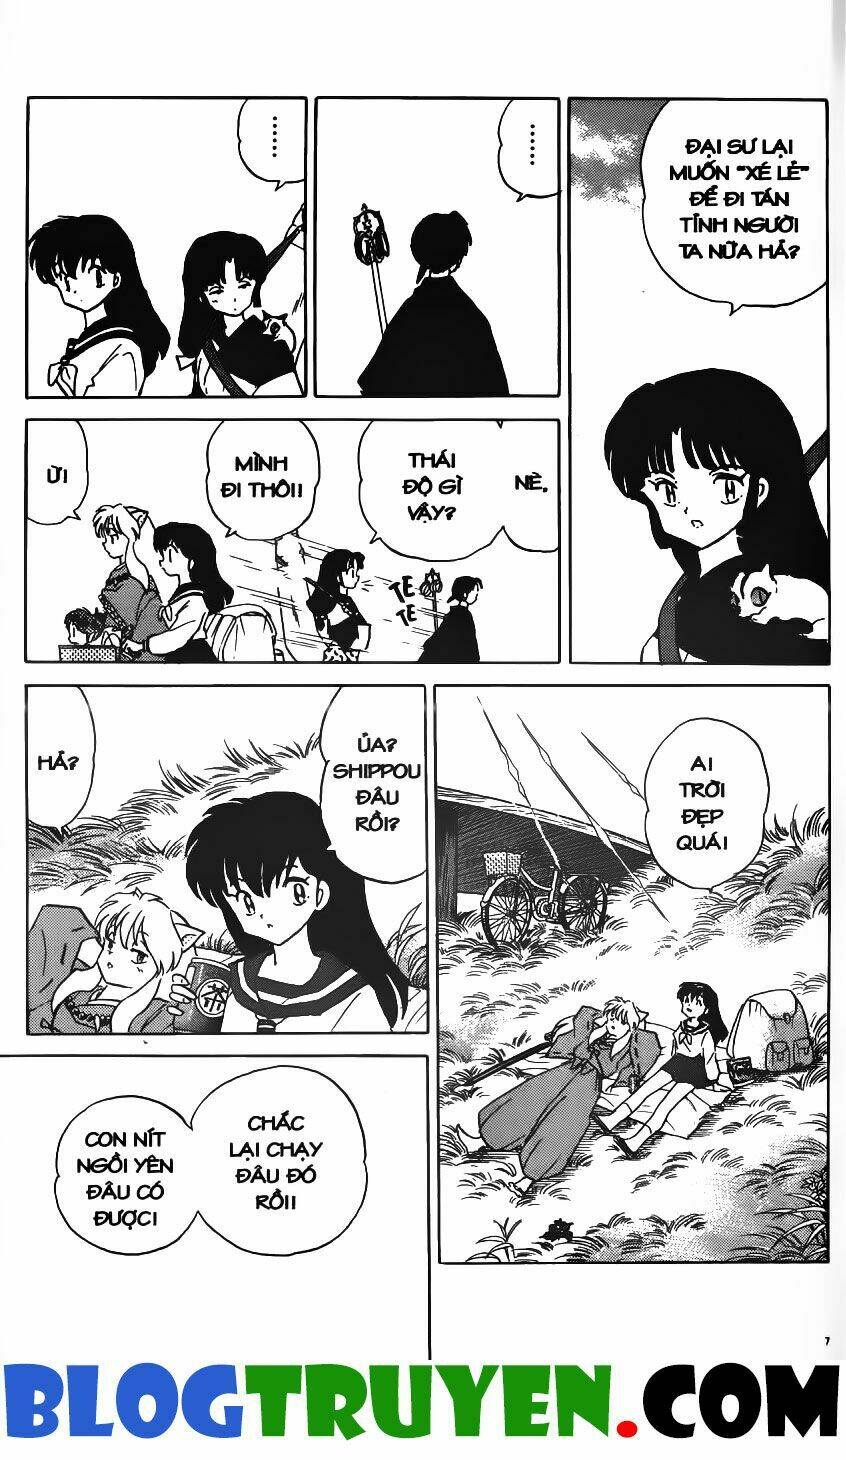 ĐẠI SƯ LẠI
MUỐN "XÉ LẺ"
ĐỂ ĐI TÁN
TỈNH NGƯỜI
TA NỮA HẢ?
......
......
NÈ.
THÁI
ĐỘ GÌ
VẬY?
TE
TE
MÌNH
ĐI THÔI!
ỪI
AI
TRỜI
ĐẸP
QUÁ!
ỦA?
SHIPPOU
ĐÂU
RỒI?
HẢ?
CHẮC
LẠI CHẠY
ĐÂU ĐÓ
RỒI!
CON NÍT
NGỒI YÊN
ĐÂU CÓ
ĐƯỢC!
7
BLOGTRUYEN.COM